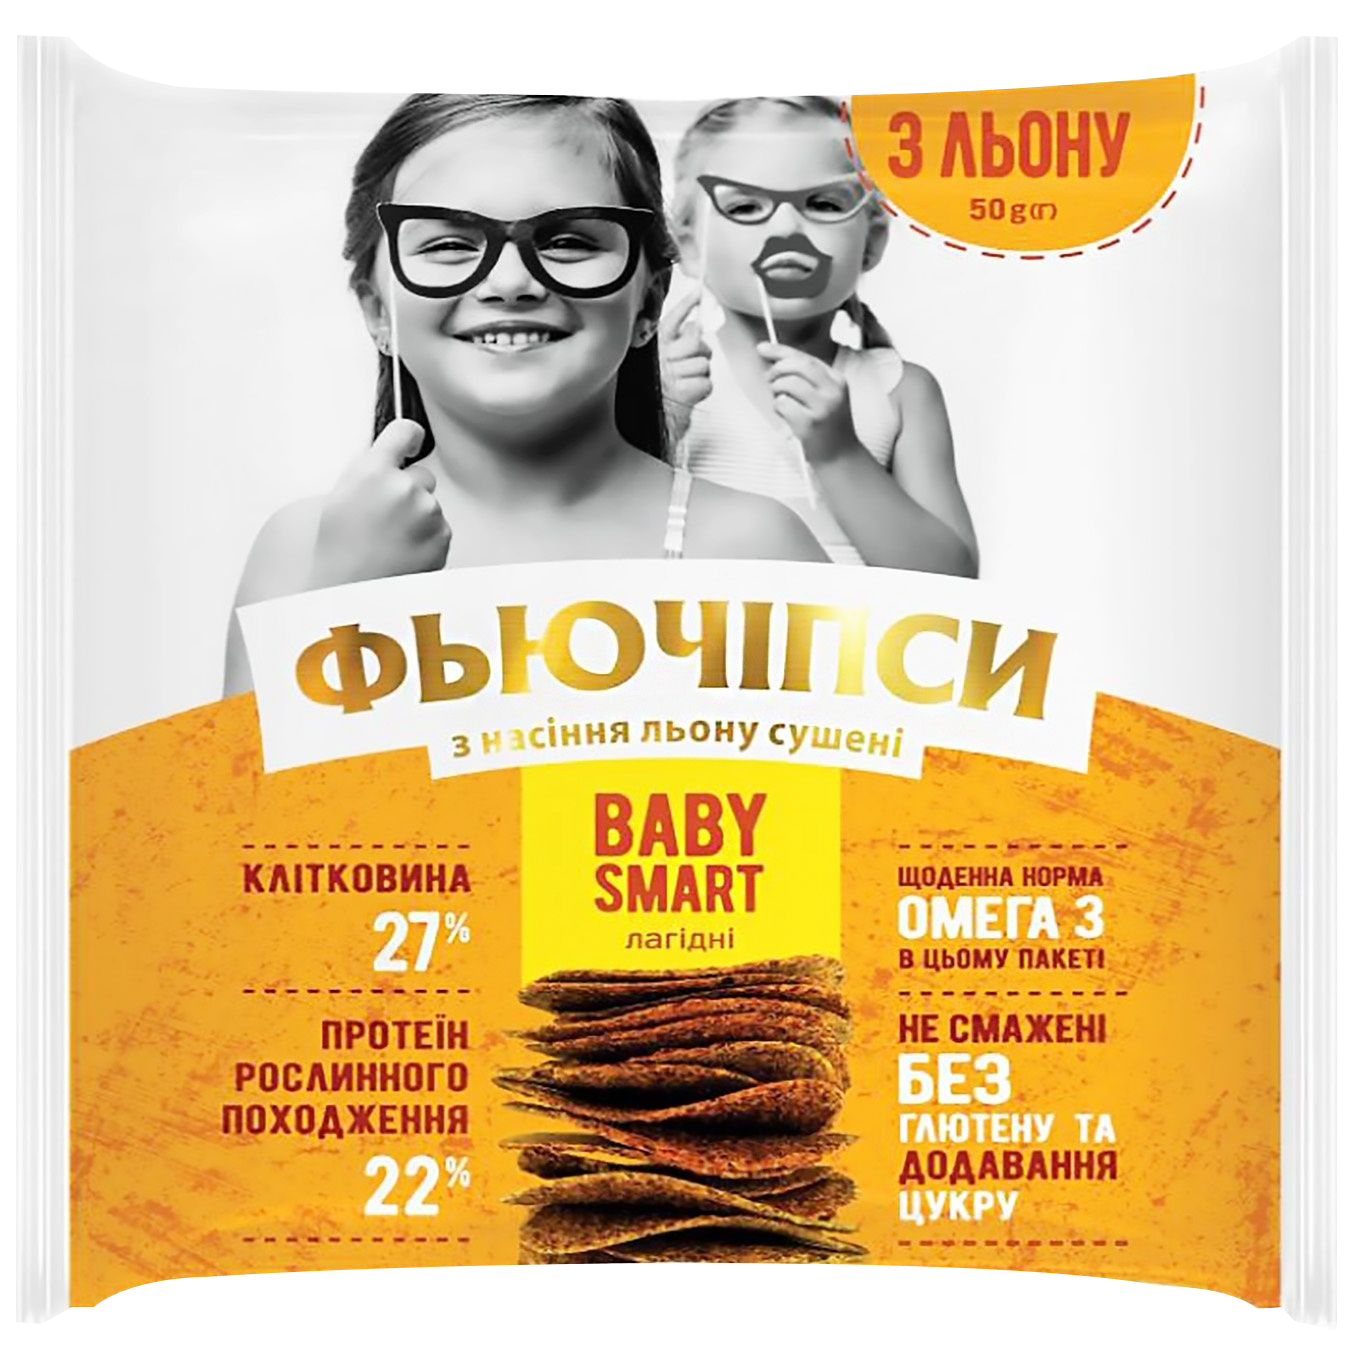 З ЛЬОНУ
50 g(г)
ФЬЮЧІПСИ
з насіння льону сушені
BABY
SMART
лагідні
КЛІТКОВИНА
27%
ПРОТЕЇН
РОСЛИННОГО
ПОХОДЖЕННЯ
22%
ЩОДЕННА НОРМА
ОМЕГА 3
В ЦЬОМУ ПАКЕТІ
НЕ СМАЖЕНІ
БЕЗ
ГЛЮТЕНУ ТА
ДОДАВАННЯ
ЦУКРУ